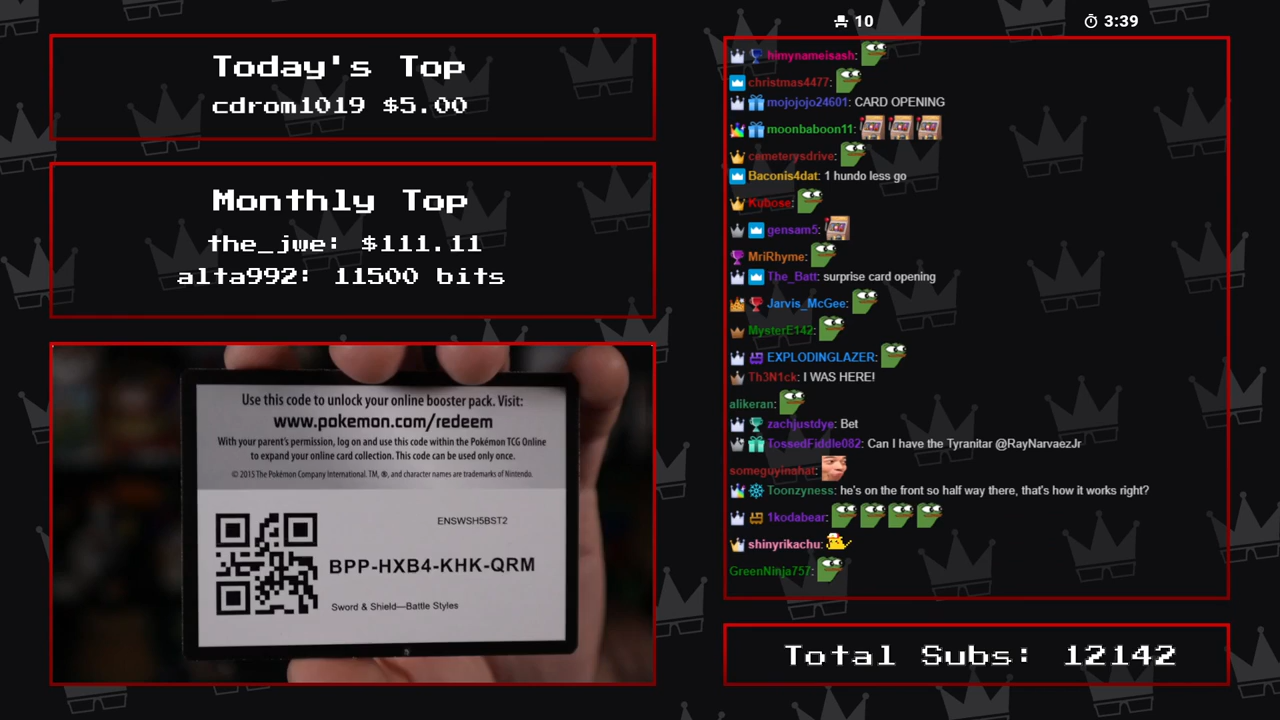 10
3:39
Today's Top
cdrom1019 $5.00
Monthly Top
the_jwe: $111.11
alta992: 11500 bits
Use this code to unlock your online booster pack. Visit:
www.pokemon.com/redeem
With your parent's permission, log on and use this code within the Pokémon TCG Online
to expand your online card collection. This code can be used only once.
© 2015 The Pokémon Company International. TM, ®, and character names are trademarks of Nintendo.
ENSWSH5BST2
BPP-HXB4-KHK-QRM
Sword & Shield—Battle Styles
himynameisash:
christmas4477:
mojojojo24601: CARD OPENING
moonbaboon11:
cemeterysdrive:
Baconis4dat: 1 hundo less go
Kubose:
gensam5:
MriRhyme:
The_Batt: surprise card opening
Jarvis_McGee:
MysterE142:
EXPLODINGLAZER:
Th3N1ck: I WAS HERE!
alikeran:
zachjustdye: Bet
TossedFiddle082: Can I have the Tyranitar @RayNarvaezJr
someguyinahat:
Toonzyness: he's on the front so half way there, that's how it works right?
1kodabear:
shinyrikachu:
GreenNinja757:
Total Subs: 12142